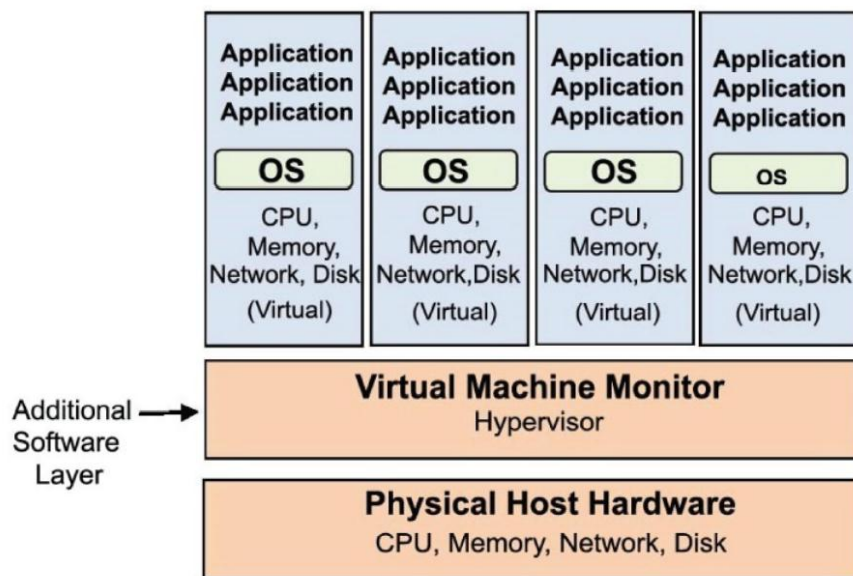 Application
Application
Application
OS
CPU,
Memory,
Network, Disk
(Virtual)
Application
Application
Application
OS
CPU,
Memory,
Network,Disk
(Virtual)
Application
Application
Application
OS
CPU,
Memory,
Network,Disk
(Virtual)
Application
Application
Application
OS
CPU,
Memory,
Network, Disk
(Virtual)
Additional
Software
Layer
Virtual Machine Monitor
Hypervisor
Physical Host Hardware
CPU, Memory, Network, Disk